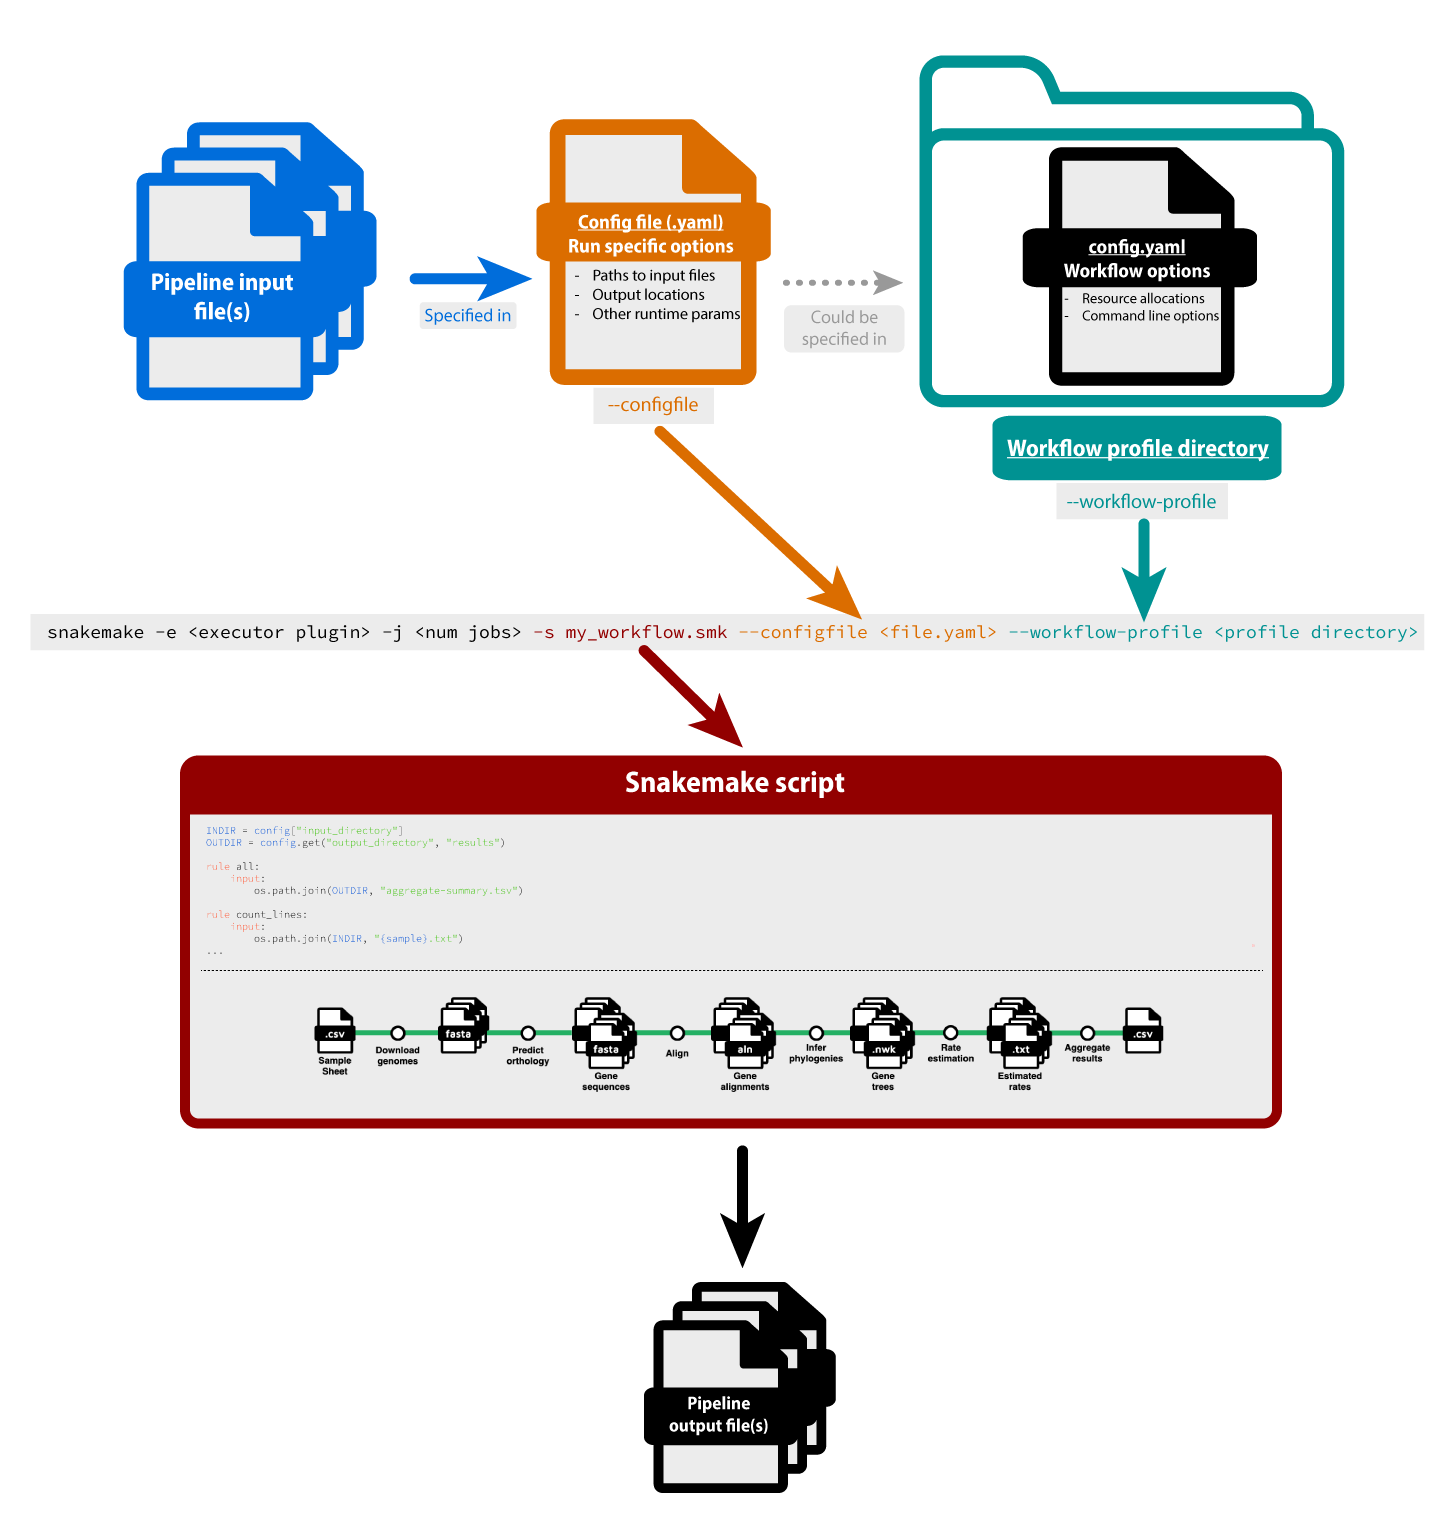 Pipeline input
file(s)
Specified in
Config file (.yaml)
Run specific options
- Paths to input files
- Output locations
- Other runtime params
--configfile
Could be
specified in
config.yaml
Workflow options
- Resource allocations
- Command line options
Workflow profile directory
--workflow-profile
snakemake -e <executor plugin> -j <num jobs> -s my_workflow.smk --configfile <file.yaml> --workflow-profile <profile directory>
Snakemake script
INDIR = config["input_directory"]
OUTDIR = config.get("output_directory", "results")
rule all:
input:
os.path.join(OUTDIR, "aggregate-summary.tsv")
rule count_lines:
input:
os.path.join(INDIR, "{sample}.txt")
...
.csv
Sample
Sheet
Download
genomes
fasta
Predict
orthology
fasta
Gene
sequences
Align
aln
Gene
alignments
Infer
phylogenies
.nwk
Gene
trees
Rate
estimation
.txt
Estimated
rates
Aggregate
results
.csv
Pipeline
output file(s)